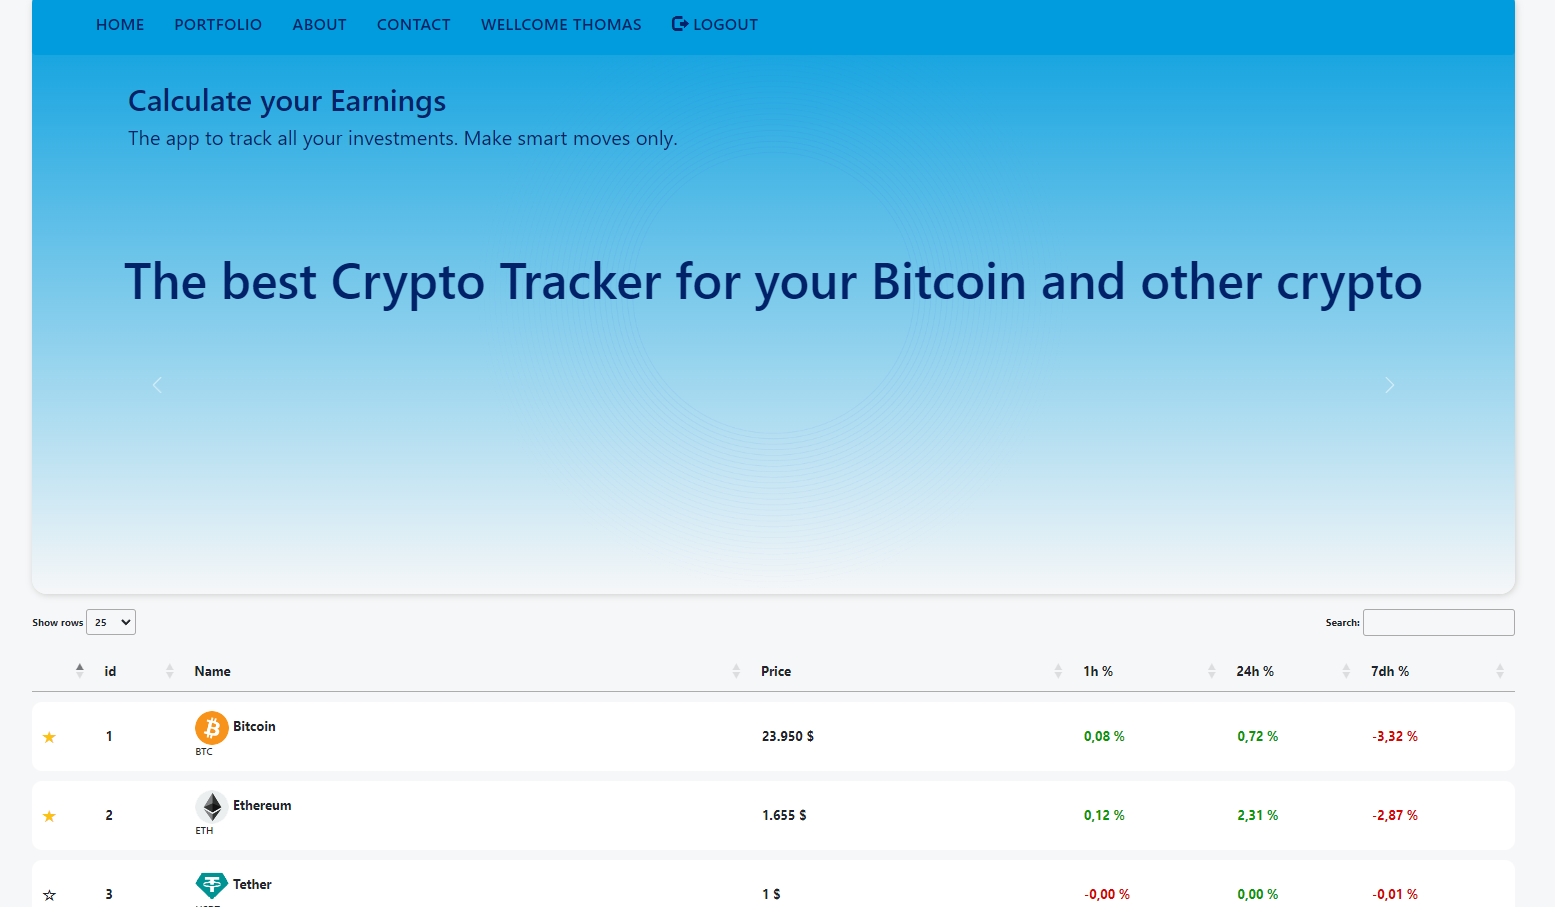 HOME PORTFOLIO ABOUT CONTACT WELLCOME THOMAS LOGOUT
Calculate your Earnings
The app to track all your investments. Make smart moves only.
The best Crypto Tracker for your Bitcoin and other crypto
Show rows 25 Search:
id Name Price 1h % 24h % 7dh %
1 Bitcoin 23.950 $ 0,08 % 0,72 % -3,32 %
BTC
2 Ethereum 1.655 $ 0,12 % 2,31 % -2,87 %
ETH
3 Tether 1 $ -0,00 % 0,00 % -0,01 %